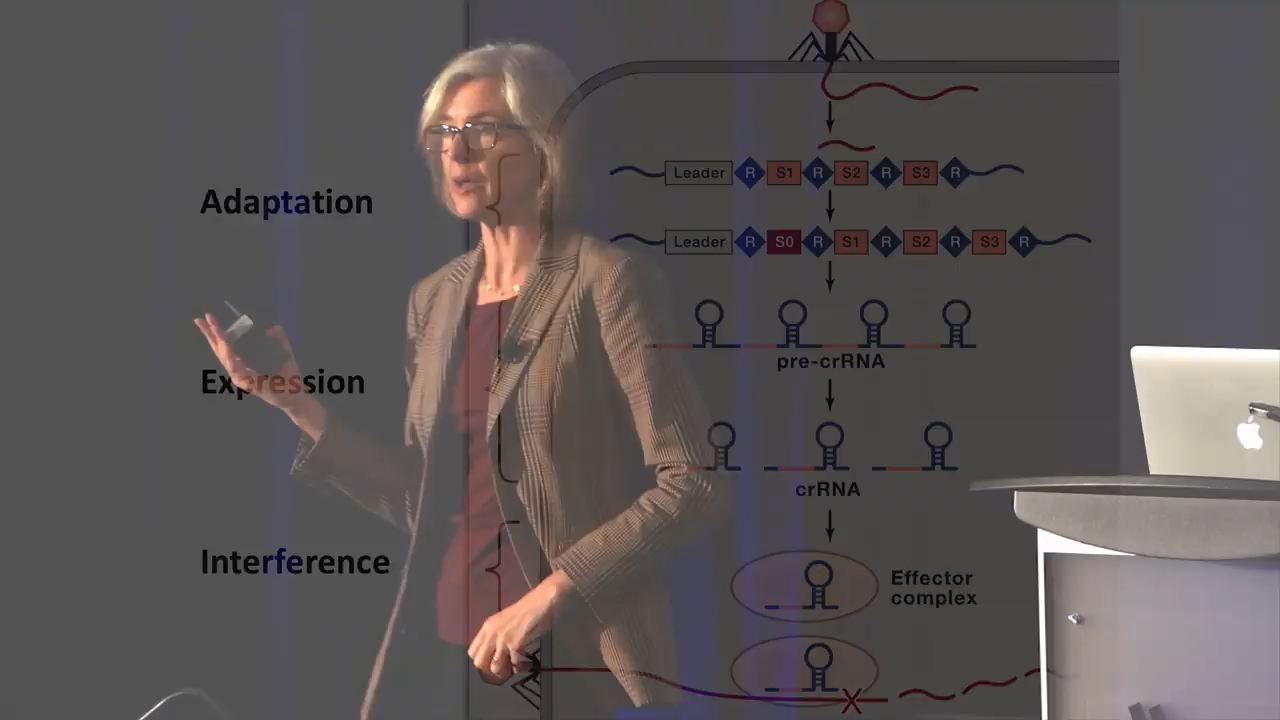 Adaptation
Leader R S1 R S2 R S3 R
Leader R S0 R S1 R S2 R S3 R
pre-crRNA
Expression
crRNA
Interference
Effector
complex
X